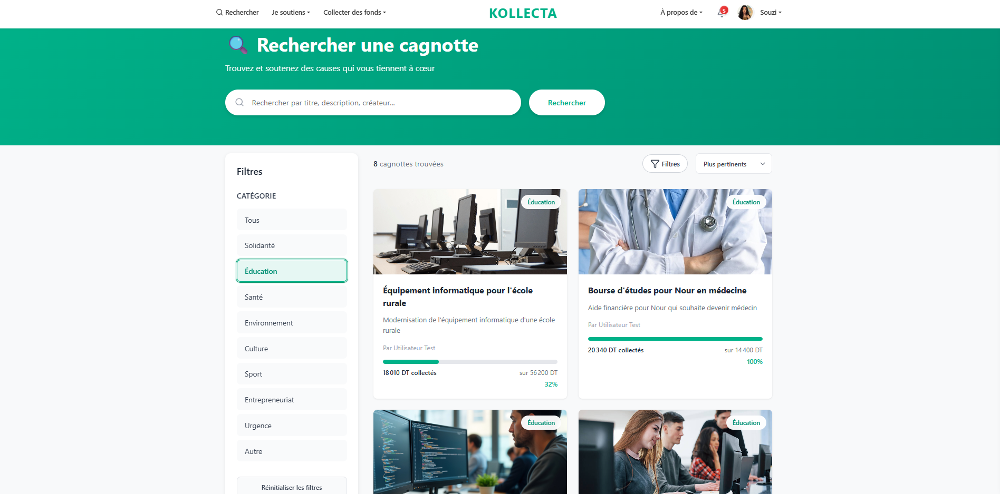 Rechercher
Je soutiens
Collecter des fonds
KOLLECTA
À propos de
5
Souzi
Rechercher une cagnotte
Trouvez et soutenez des causes qui vous tiennent à cœur
Rechercher par titre, description, créateur...
Rechercher
Filtres
CATÉGORIE
Tous
Solidarité
Éducation
Santé
Environnement
Culture
Sport
Entrepreneuriat
Urgence
Autre
Réinitialiser les filtres
8 cagnottes trouvées
Filtres
Plus pertinents
Éducation
Équipement informatique pour l'école
rurale
Modernisation de l'équipement informatique d'une école
rurale
Par Utilisateur Test
18 010 DT collectés
sur 56 200 DT
32%
Éducation
Bourse d'études pour Nour en médecine
Aide financière pour Nour qui souhaite devenir médecin
Par Utilisateur Test
20 340 DT collectés
sur 14 400 DT
100%
Éducation
Éducation